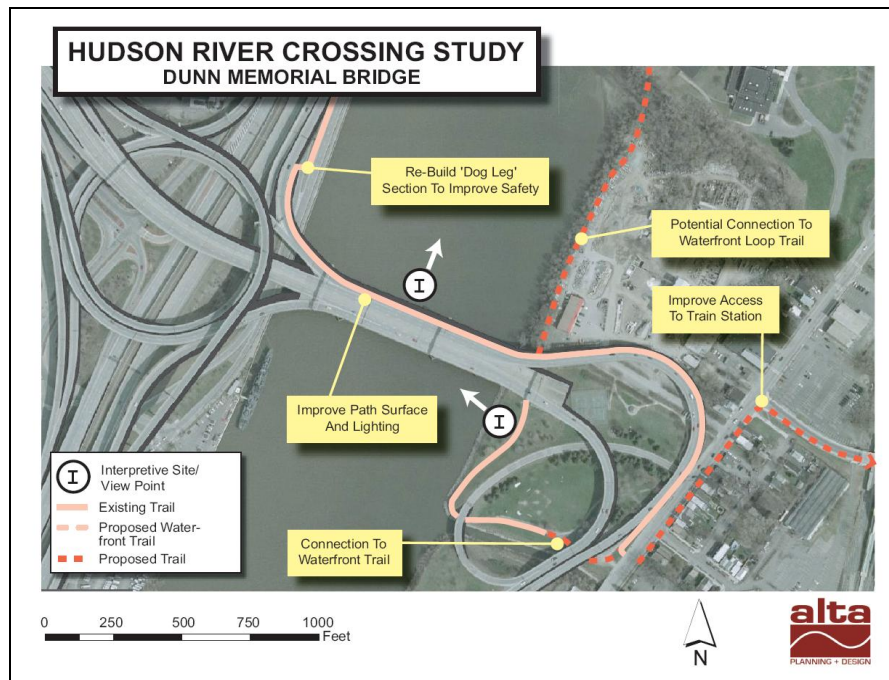 HUDSON RIVER CROSSING STUDY
DUNN MEMORIAL BRIDGE
Re-Build 'Dog Leg'
Section To Improve Safety
Potential Connection To
Waterfront Loop Trail
I
Improve Access
To Train Station
Improve Path Surface
And Lighting
I
I
Interpretive Site/
View Point
Existing Trail
Proposed Water-
front Trail
Proposed Trail
Connection To
Waterfront Trail
0 250 500 750 1000
Feet
N
alta
PLANNING + DESIGN